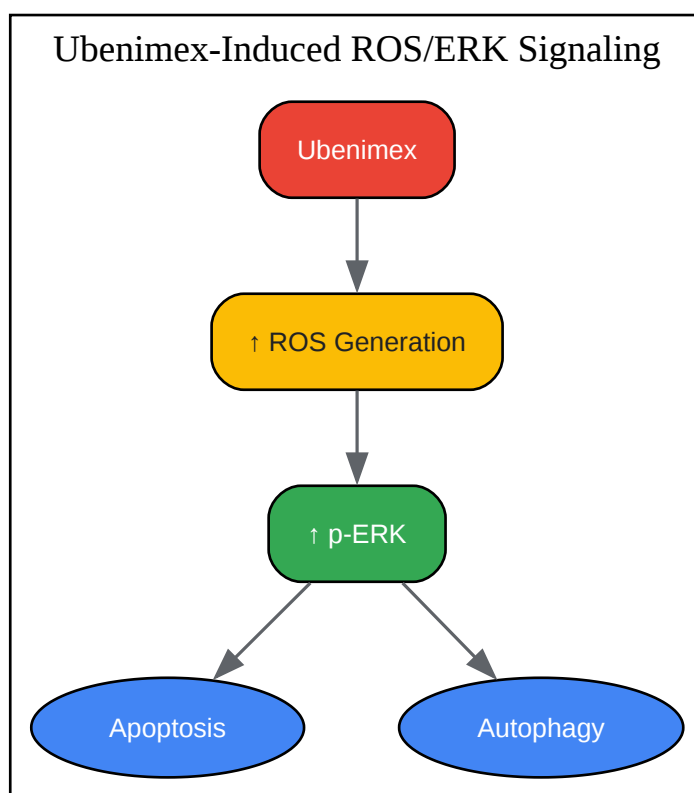 Ubenimex-Induced ROS/ERK Signaling
Ubenimex
↑ ROS Generation
↑ p-ERK
Apoptosis
Autophagy